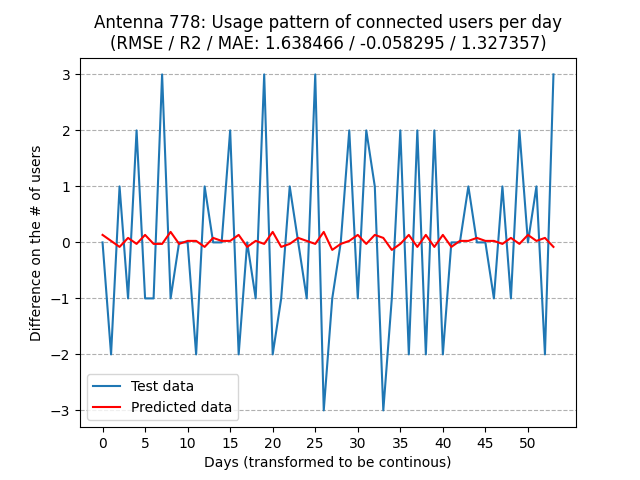 Antenna 778: Usage pattern of connected users per day
(RMSE / R2 / MAE: 1.638466 / -0.058295 / 1.327357)
Difference on the # of users
3
2
1
0
−1
−2
−3
Test data
Predicted data
0 5 10 15 20 25 30 35 40 45 50
Days (transformed to be continous)